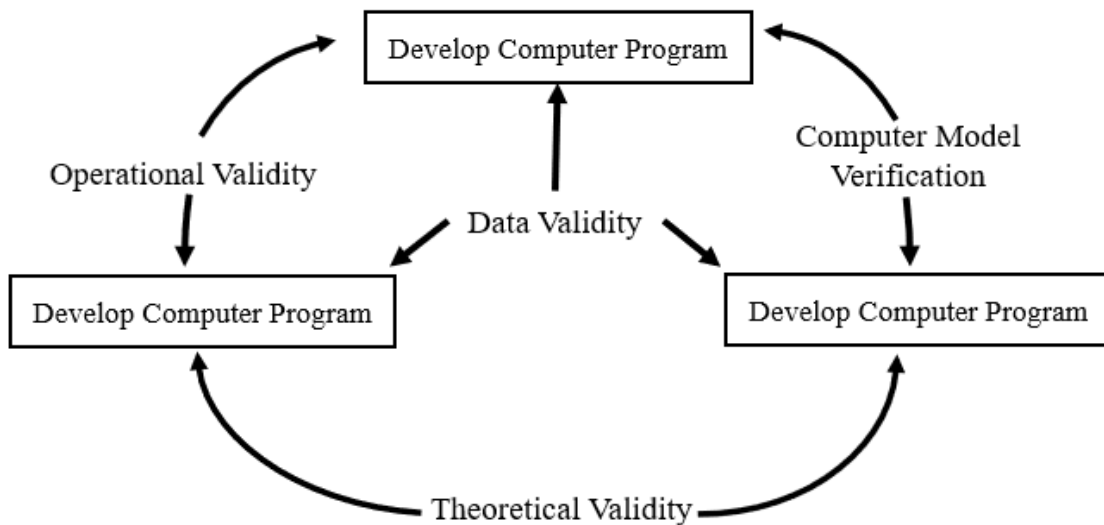 Develop Computer Program
Operational Validity
Computer Model
Verification
Data Validity
Develop Computer Program
Develop Computer Program
Theoretical Validity